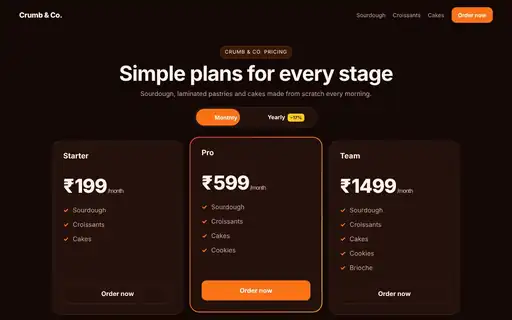 Crumb & Co.
Sourdough Croissants Cakes Order now
CRUMB & CO. PRICING
Simple plans for every stage
Sourdough, laminated pastries and cakes made from scratch every morning.
Monthly Yearly -17%
Starter
₹199/month
Sourdough
Croissants
Cakes
Order now
Pro
₹599/month
Sourdough
Croissants
Cakes
Cookies
Order now
Team
₹1499/month
Sourdough
Croissants
Cakes
Cookies
Brioche
Order now